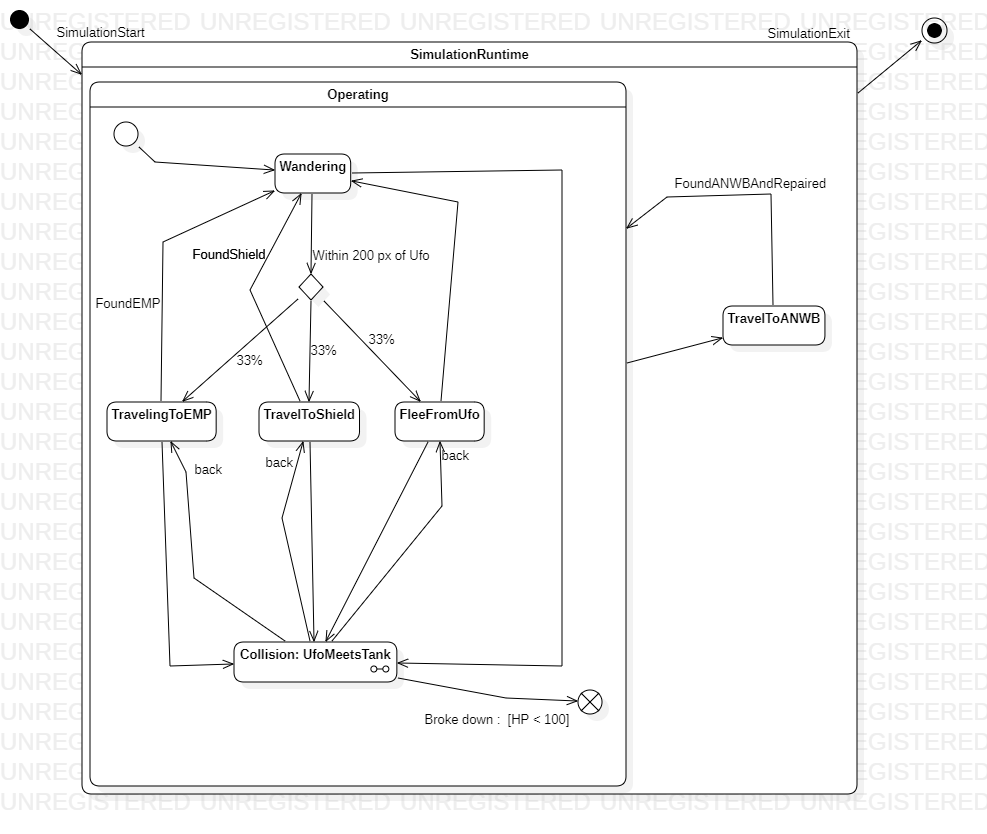 UNREGISTERED UNREGISTERED UNREGISTERED UNREGISTERED UNREGISTERED
SimulationStart
SimulationExit
SimulationRuntime
Operating
Wandering
FoundANWBAndRepaired
FoundShield
Within 200 px of Ufo
FoundEMP
TravelToANWB
33%
33%
33%
TravelingToEMP
TravelToShield
FleeFromUfo
back
back
back
Collision: UfoMeetsTank
Broke down : [HP < 100]
UNREGISTERED UNREGISTERED UNREGISTERED UNREGISTERED UNREGISTERED